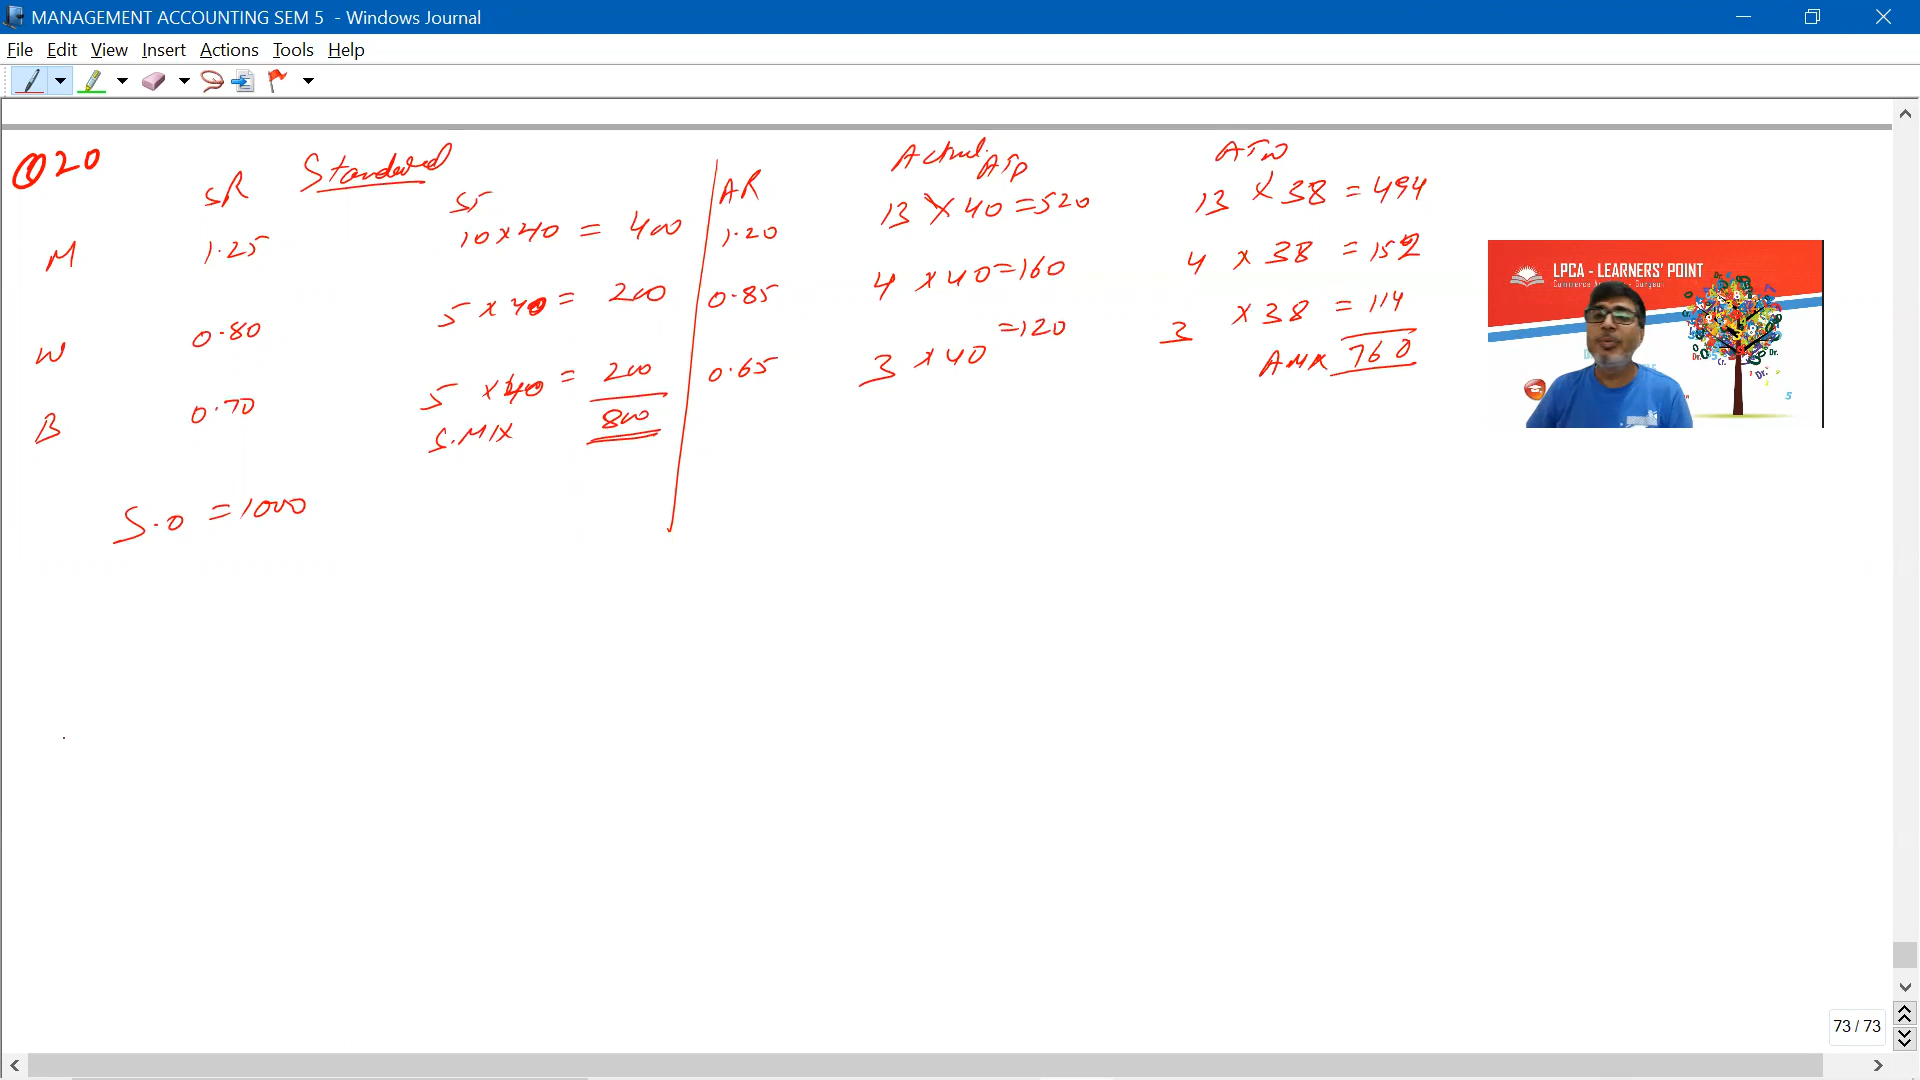 MANAGEMENT ACCOUNTING SEM 5 - Windows Journal
File Edit View Insert Actions Tools Help
Q20
Standard
SR
ST
AR
Actual ATP
ATW
M 1.25 10 x 40 = 400 1.20 13 x 40 = 520 13 x 38 = 494
W 0.80 5 x 40 = 200 0.85 4 x 40 = 160 4 x 38 = 152
B 0.70 5 x 40 = 200 0.65 3 x 40 = 120 3 x 38 = 114
S.MIX 800
AMX 760
S.O = 1000
LPCA - LEARNERS' POINT
73 / 73